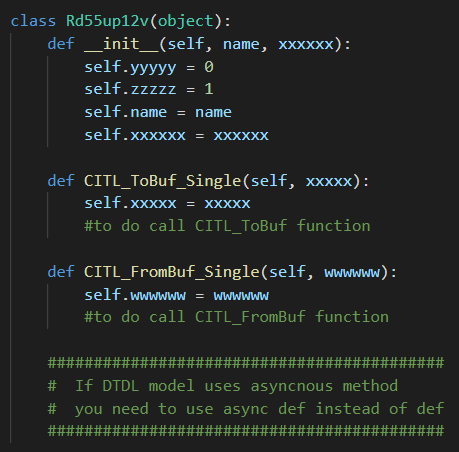 class Rd55up12v(object):
    def __init__(self, name, xxxxxx):
        self.yyyyy = 0
        self.zzzzz = 1
        self.name = name
        self.xxxxxx = xxxxxx

    def CITL_ToBuf_Single(self, xxxxx):
        self.xxxxx = xxxxx
        #to do call CITL_ToBuf function

    def CITL_FromBuf_Single(self, wwwwww):
        self.wwwwww = wwwwww
        #to do call CITL_FromBuf function

    ###########################################
    #  If DTDL model uses asyncnous method
    #  you need to use async def instead of def
    ###########################################